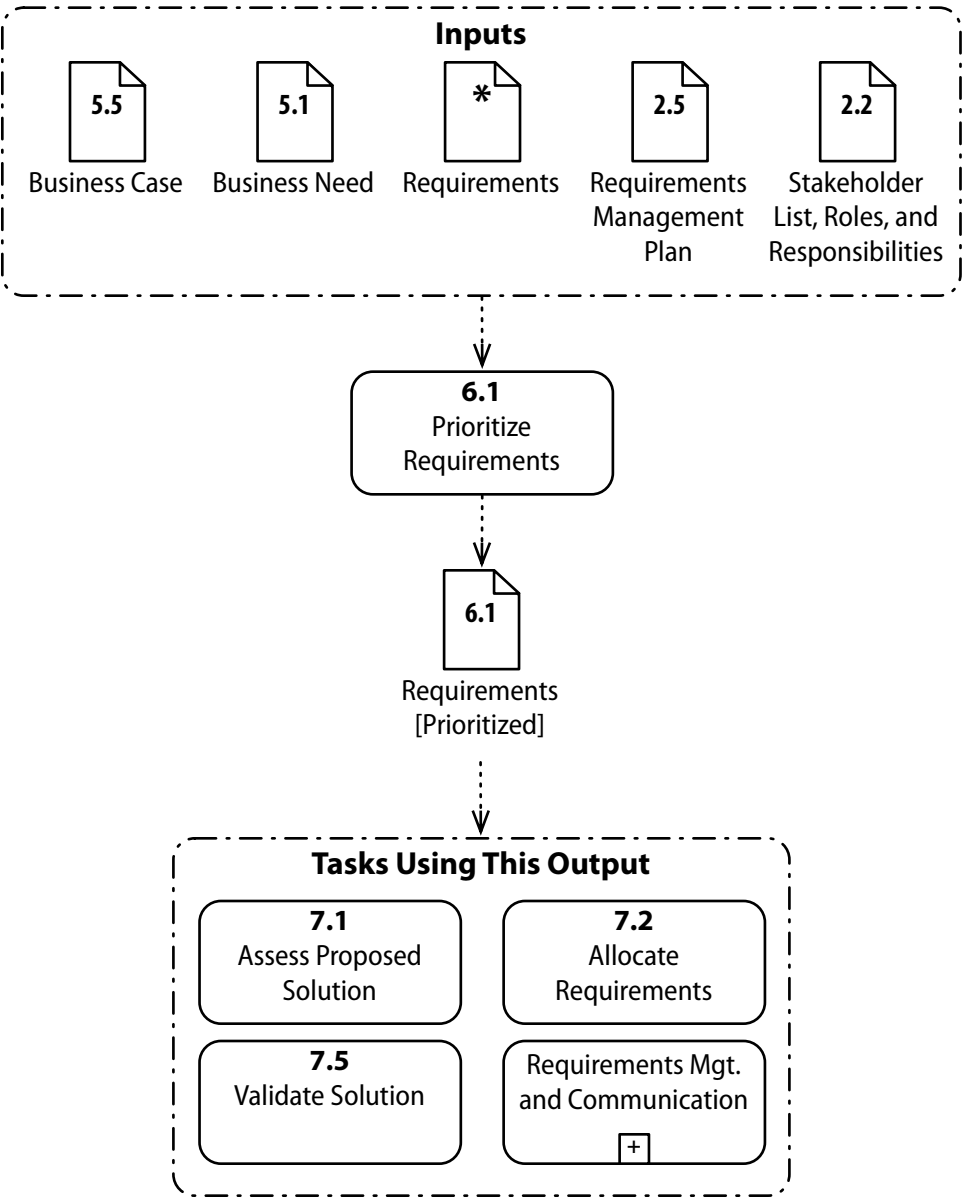 Inputs
5.5
5.1
*
2.5
2.2
Business Case
Business Need
Requirements
Requirements
Management
Plan
Stakeholder
List, Roles, and
Responsibilities
6.1
Prioritize
Requirements
6.1
Requirements
[Prioritized]
Tasks Using This Output
7.1
Assess Proposed
Solution
7.2
Allocate
Requirements
7.5
Validate Solution
Requirements Mgt.
and Communication
+